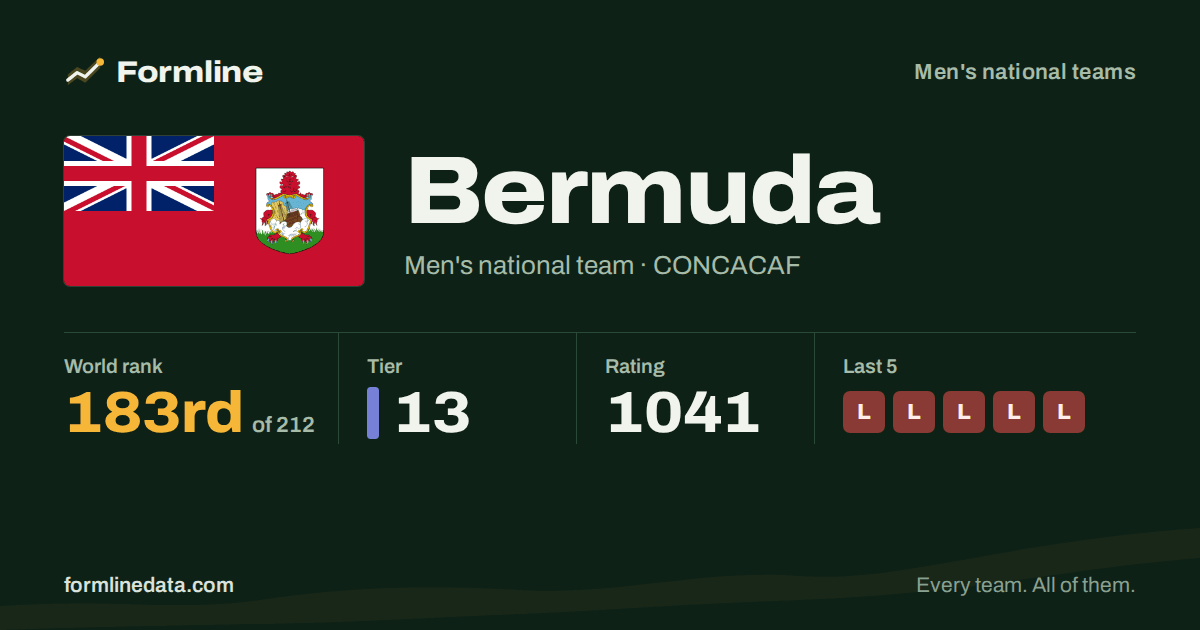 Formline
Men's national teams
Bermuda
Men's national team · CONCACAF
World rank
183rd of 212
Tier
13
Rating
1041
Last 5
L L L L L
formlinedata.com
Every team. All of them.